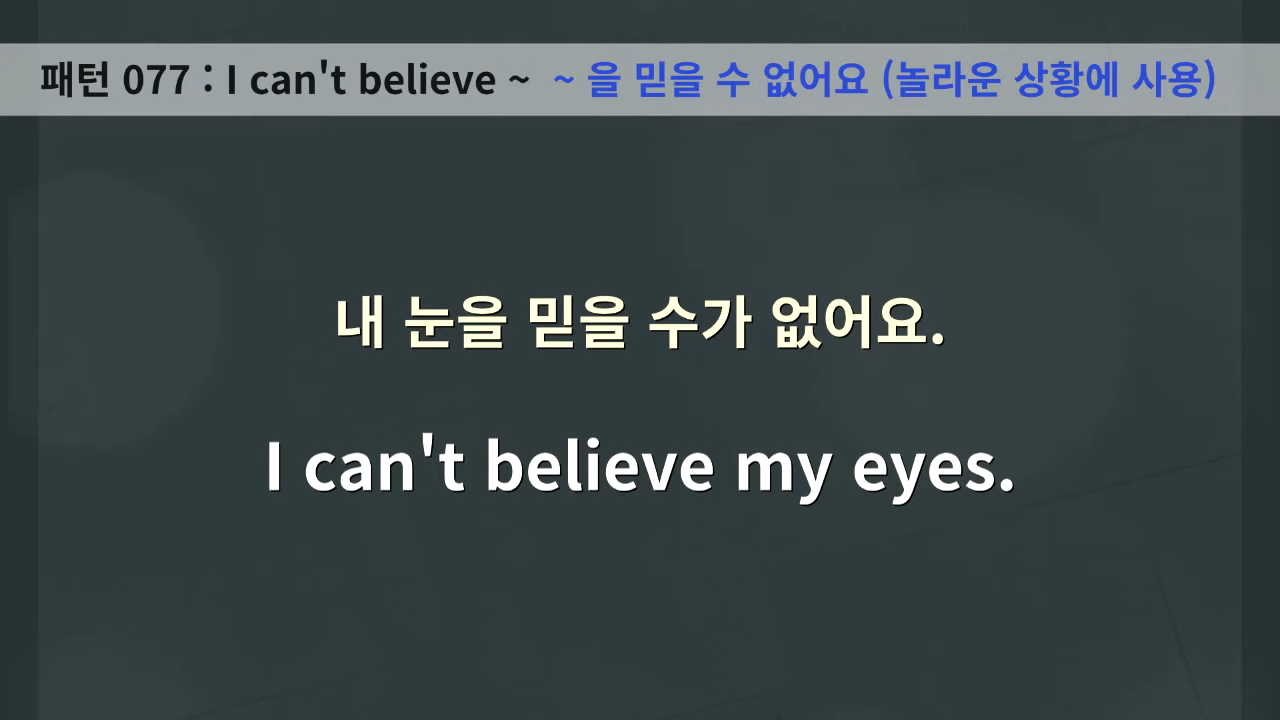 패턴 077 : I can't believe ~ ~ 을 믿을 수 없어요 (놀라운 상황에 사용)
내 눈을 믿을 수가 없어요.
I can't believe my eyes.